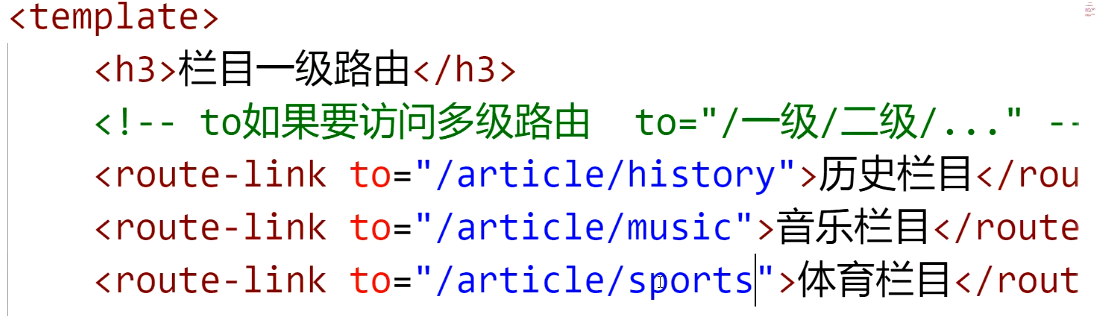 <template>
<h3>栏目一级路由</h3>
<!-- to如果要访问多级路由  to="/一级/二级/..." --
<route-link to="/article/history">历史栏目</rou
<route-link to="/article/music">音乐栏目</route
<route-link to="/article/sports">体育栏目</rout